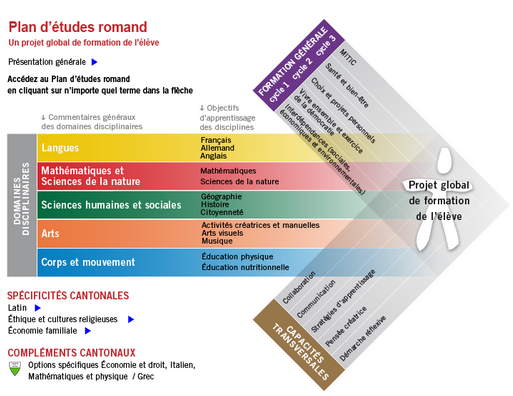 Plan d'études romand
Un projet global de formation de l'élève
Présentation générale
Accédez au Plan d'études romand
en cliquant sur n'importe quel terme dans la flèche
↓ Commentaires généraux
des domaines disciplinaires
↓ Objectifs
d'apprentissage
des disciplines
FORMATION GÉNÉRALE
cycle 1 cycle 2 cycle 3
MITIC
Santé et bien-être
Choix et projets personnels
Vivre ensemble et exercice
de la démocratie
Interdépendances (sociales,
économiques et environnementales)
DOMAINES
DISCIPLINAIRES
Langues
Français
Allemand
Anglais
Mathématiques et
Sciences de la nature
Mathématiques
Sciences de la nature
Sciences humaines et sociales
Géographie
Histoire
Citoyenneté
Arts
Activités créatrices et manuelles
Arts visuels
Musique
Corps et mouvement
Éducation physique
Éducation nutritionnelle
Projet global
de formation
de l'élève
Collaboration
Communication
Stratégies d'apprentissage
Pensée créatrice
Démarche réflexive
CAPACITÉS
TRANSVERSALES
SPÉCIFICITÉS CANTONALES
Latin
Éthique et cultures religieuses
Économie familiale
COMPLÉMENTS CANTONAUX
Options spécifiques Économie et droit, Italien,
Mathématiques et physique / Grec